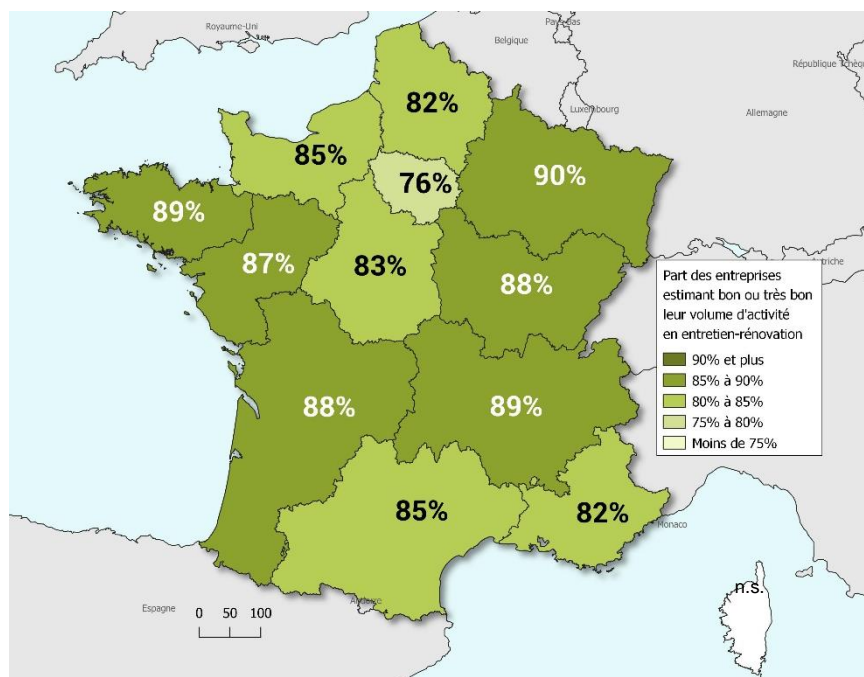 Royaume-Uni
Pays-Bas
Belgique
République Tchèque
Luxembourg
Allemagne
82%
85%
76%
90%
89%
87%
83%
88%
Part des entreprises
estimant bon ou très bon
leur volume d'activité
en entretien-rénovation
90% et plus
85% à 90%
80% à 85%
75% à 80%
Moins de 75%
88%
89%
85%
82%
Monaco
n.s.
Espagne
0 50 100